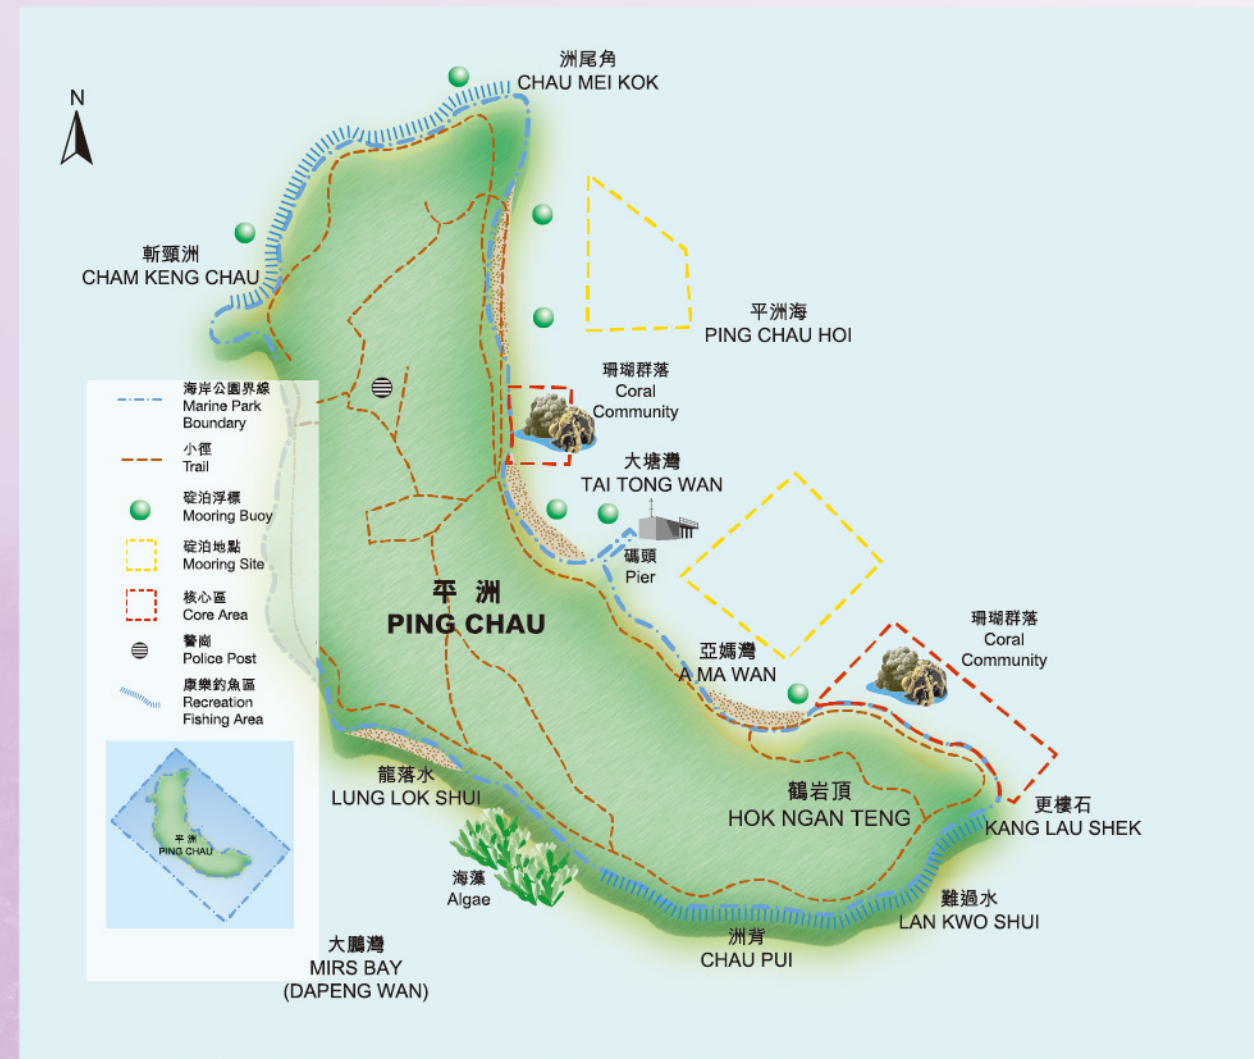 洲尾角
CHAU MEI KOK
N
斬頸洲
CHAM KENG CHAU
平洲海
PING CHAU HOI
珊瑚群落
Coral
Community
大塘灣
TAI TONG WAN
碼頭
Pier
平 洲
PING CHAU
亞媽灣
A MA WAN
珊瑚群落
Coral
Community
鶴岩頂
HOK NGAN TENG
更樓石
KANG LAU SHEK
難過水
LAN KWO SHUI
洲背
CHAU PUI
龍落水
LUNG LOK SHUI
海藻
Algae
大鵬灣
MIRS BAY
(DAPENG WAN)
海岸公園界線
Marine Park
Boundary
小徑
Trail
碇泊浮標
Mooring Buoy
碇泊地點
Mooring Site
核心區
Core Area
警崗
Police Post
康樂釣魚區
Recreation
Fishing Area
平 洲
PING CHAU